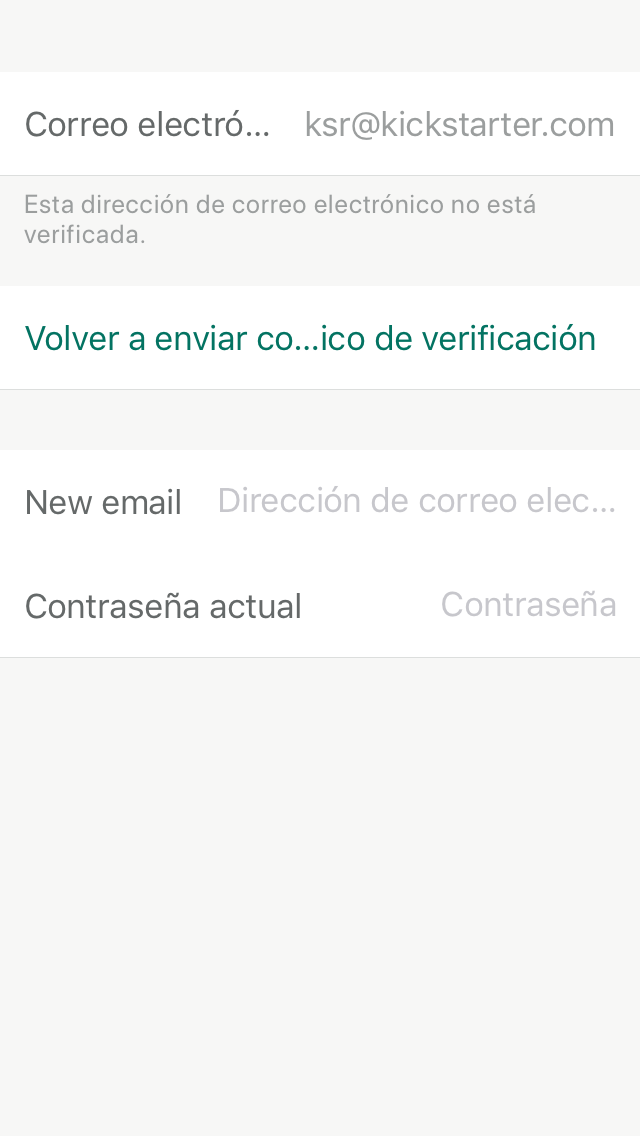 Correo electró... ksr@kickstarter.com
Esta dirección de correo electrónico no está
verificada.
Volver a enviar co...ico de verificación
New email Dirección de correo elec...
Contraseña actual Contraseña